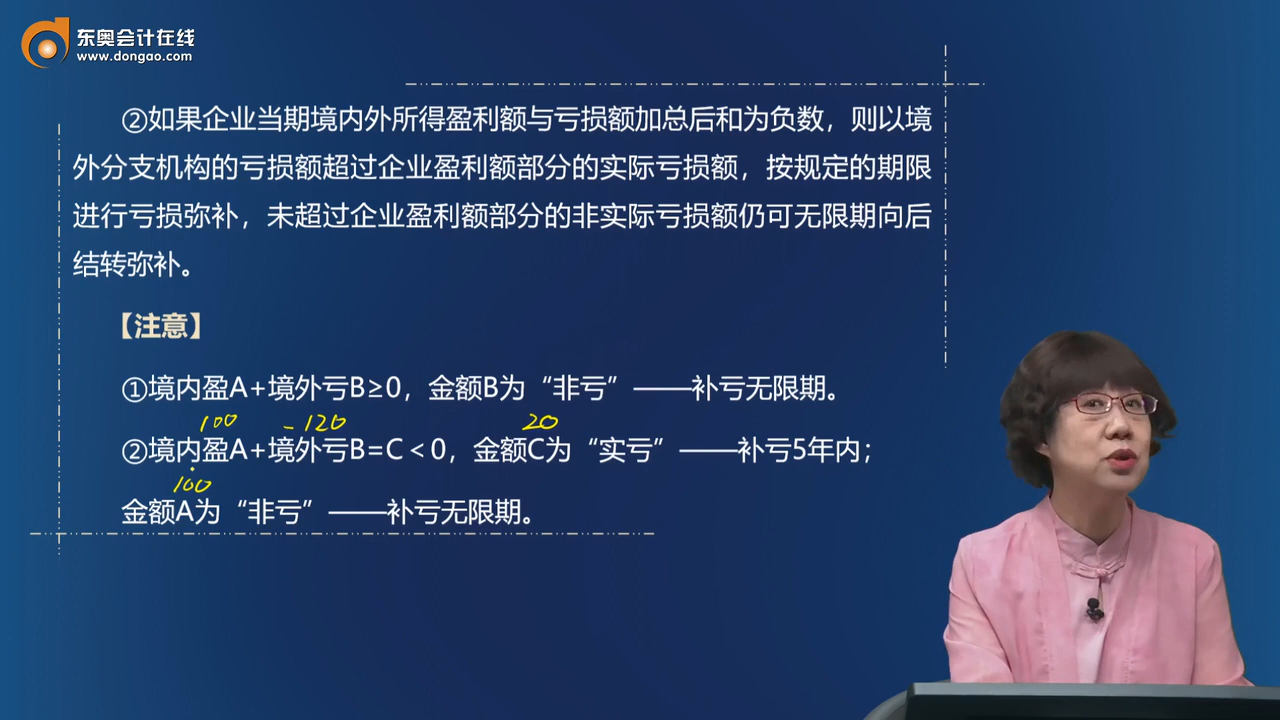 东奥会计在线
www.dongao.com
②如果企业当期境内外所得盈利额与亏损额加总后和为负数，则以境
外分支机构的亏损额超过企业盈利额部分的实际亏损额，按规定的期限
进行亏损弥补，未超过企业盈利额部分的非实际亏损额仍可无限期向后
结转弥补。
【注意】
①境内盈A+境外亏B≥0，金额B为“非亏”——补亏无限期。
100 -120 20
②境内盈A+境外亏B=C＜0，金额C为“实亏”——补亏5年内；
100
金额A为“非亏”——补亏无限期。